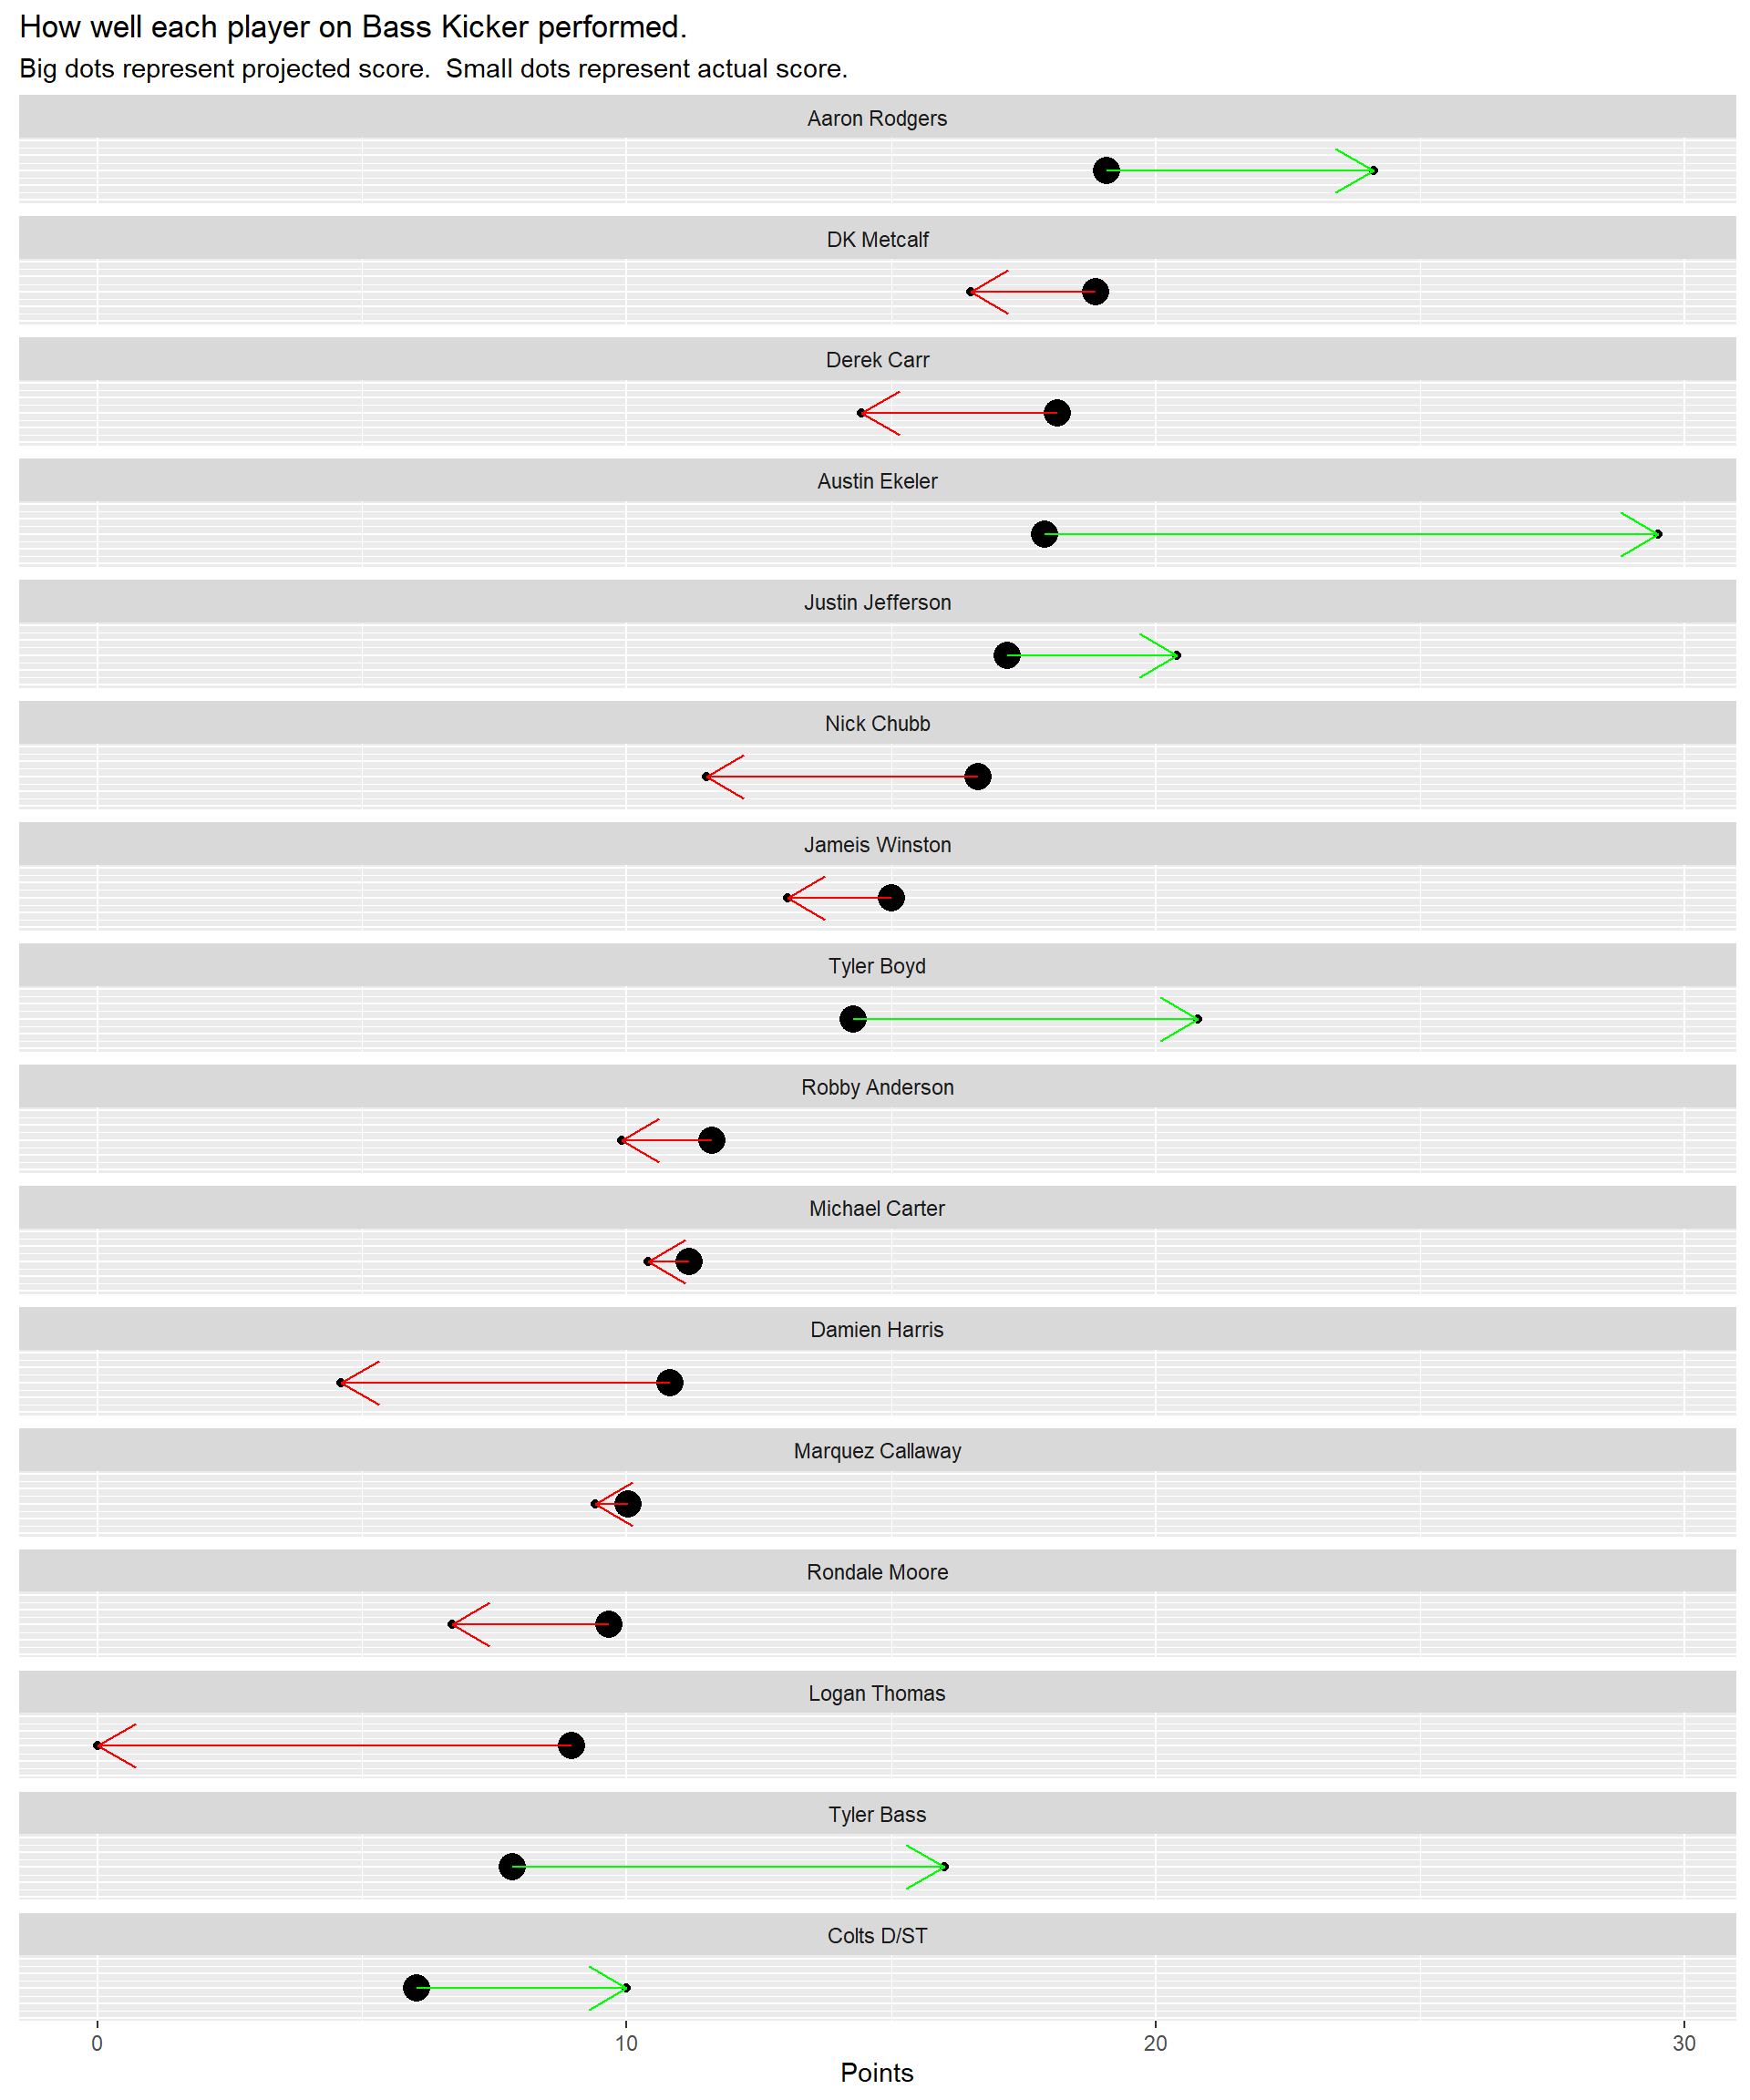 How well each player on Bass Kicker performed.
Big dots represent projected score.  Small dots represent actual score.
Aaron Rodgers
DK Metcalf
Derek Carr
Austin Ekeler
Justin Jefferson
Nick Chubb
Jameis Winston
Tyler Boyd
Robby Anderson
Michael Carter
Damien Harris
Marquez Callaway
Rondale Moore
Logan Thomas
Tyler Bass
Colts D/ST
0 10 20 30
Points